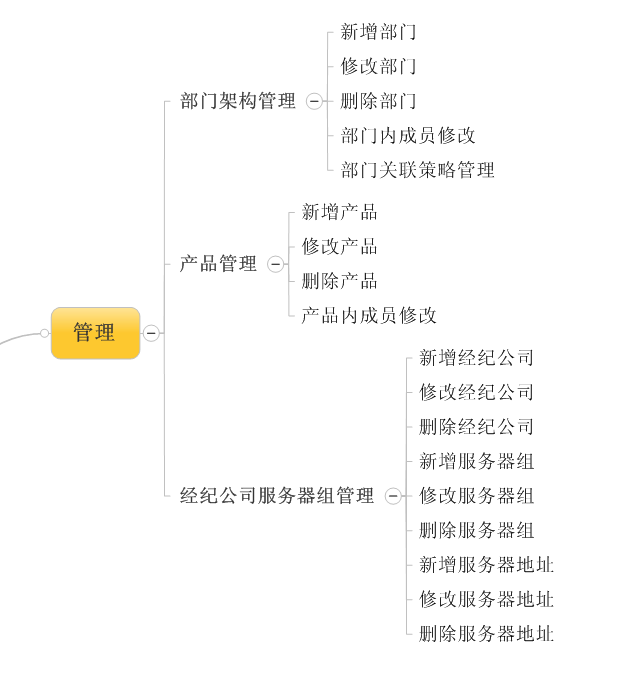 管理
部门架构管理
新增部门
修改部门
删除部门
部门内成员修改
部门关联策略管理
产品管理
新增产品
修改产品
删除产品
产品内成员修改
经纪公司服务器组管理
新增经纪公司
修改经纪公司
删除经纪公司
新增服务器组
修改服务器组
删除服务器组
新增服务器地址
修改服务器地址
删除服务器地址